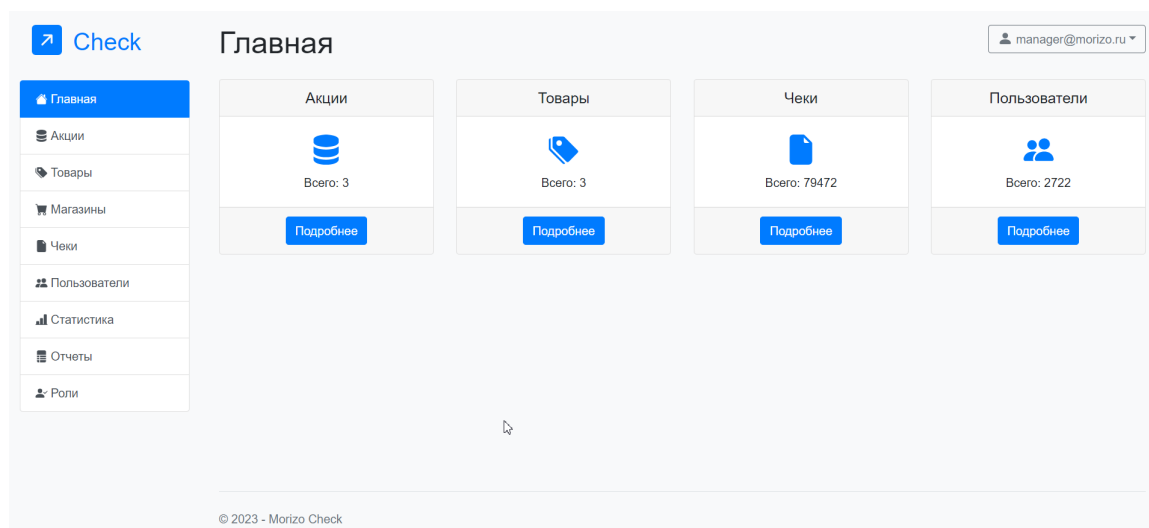 Check
Главная
manager@morizo.ru
Главная
Акции
Товары
Магазины
Чеки
Пользователи
Статистика
Отчеты
Роли
Акции
Всего: 3
Подробнее
Товары
Всего: 3
Подробнее
Чеки
Всего: 79472
Подробнее
Пользователи
Всего: 2722
Подробнее
© 2023 - Morizo Check